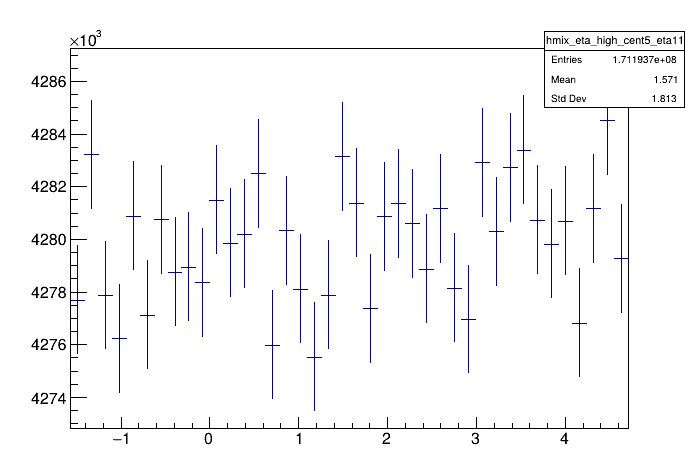 ×10³
hmix_eta_high_cent5_eta11
Entries 1.711937e+08
Mean 1.571
Std Dev 1.813
4286
4284
4282
4280
4278
4276
4274
−1 0 1 2 3 4